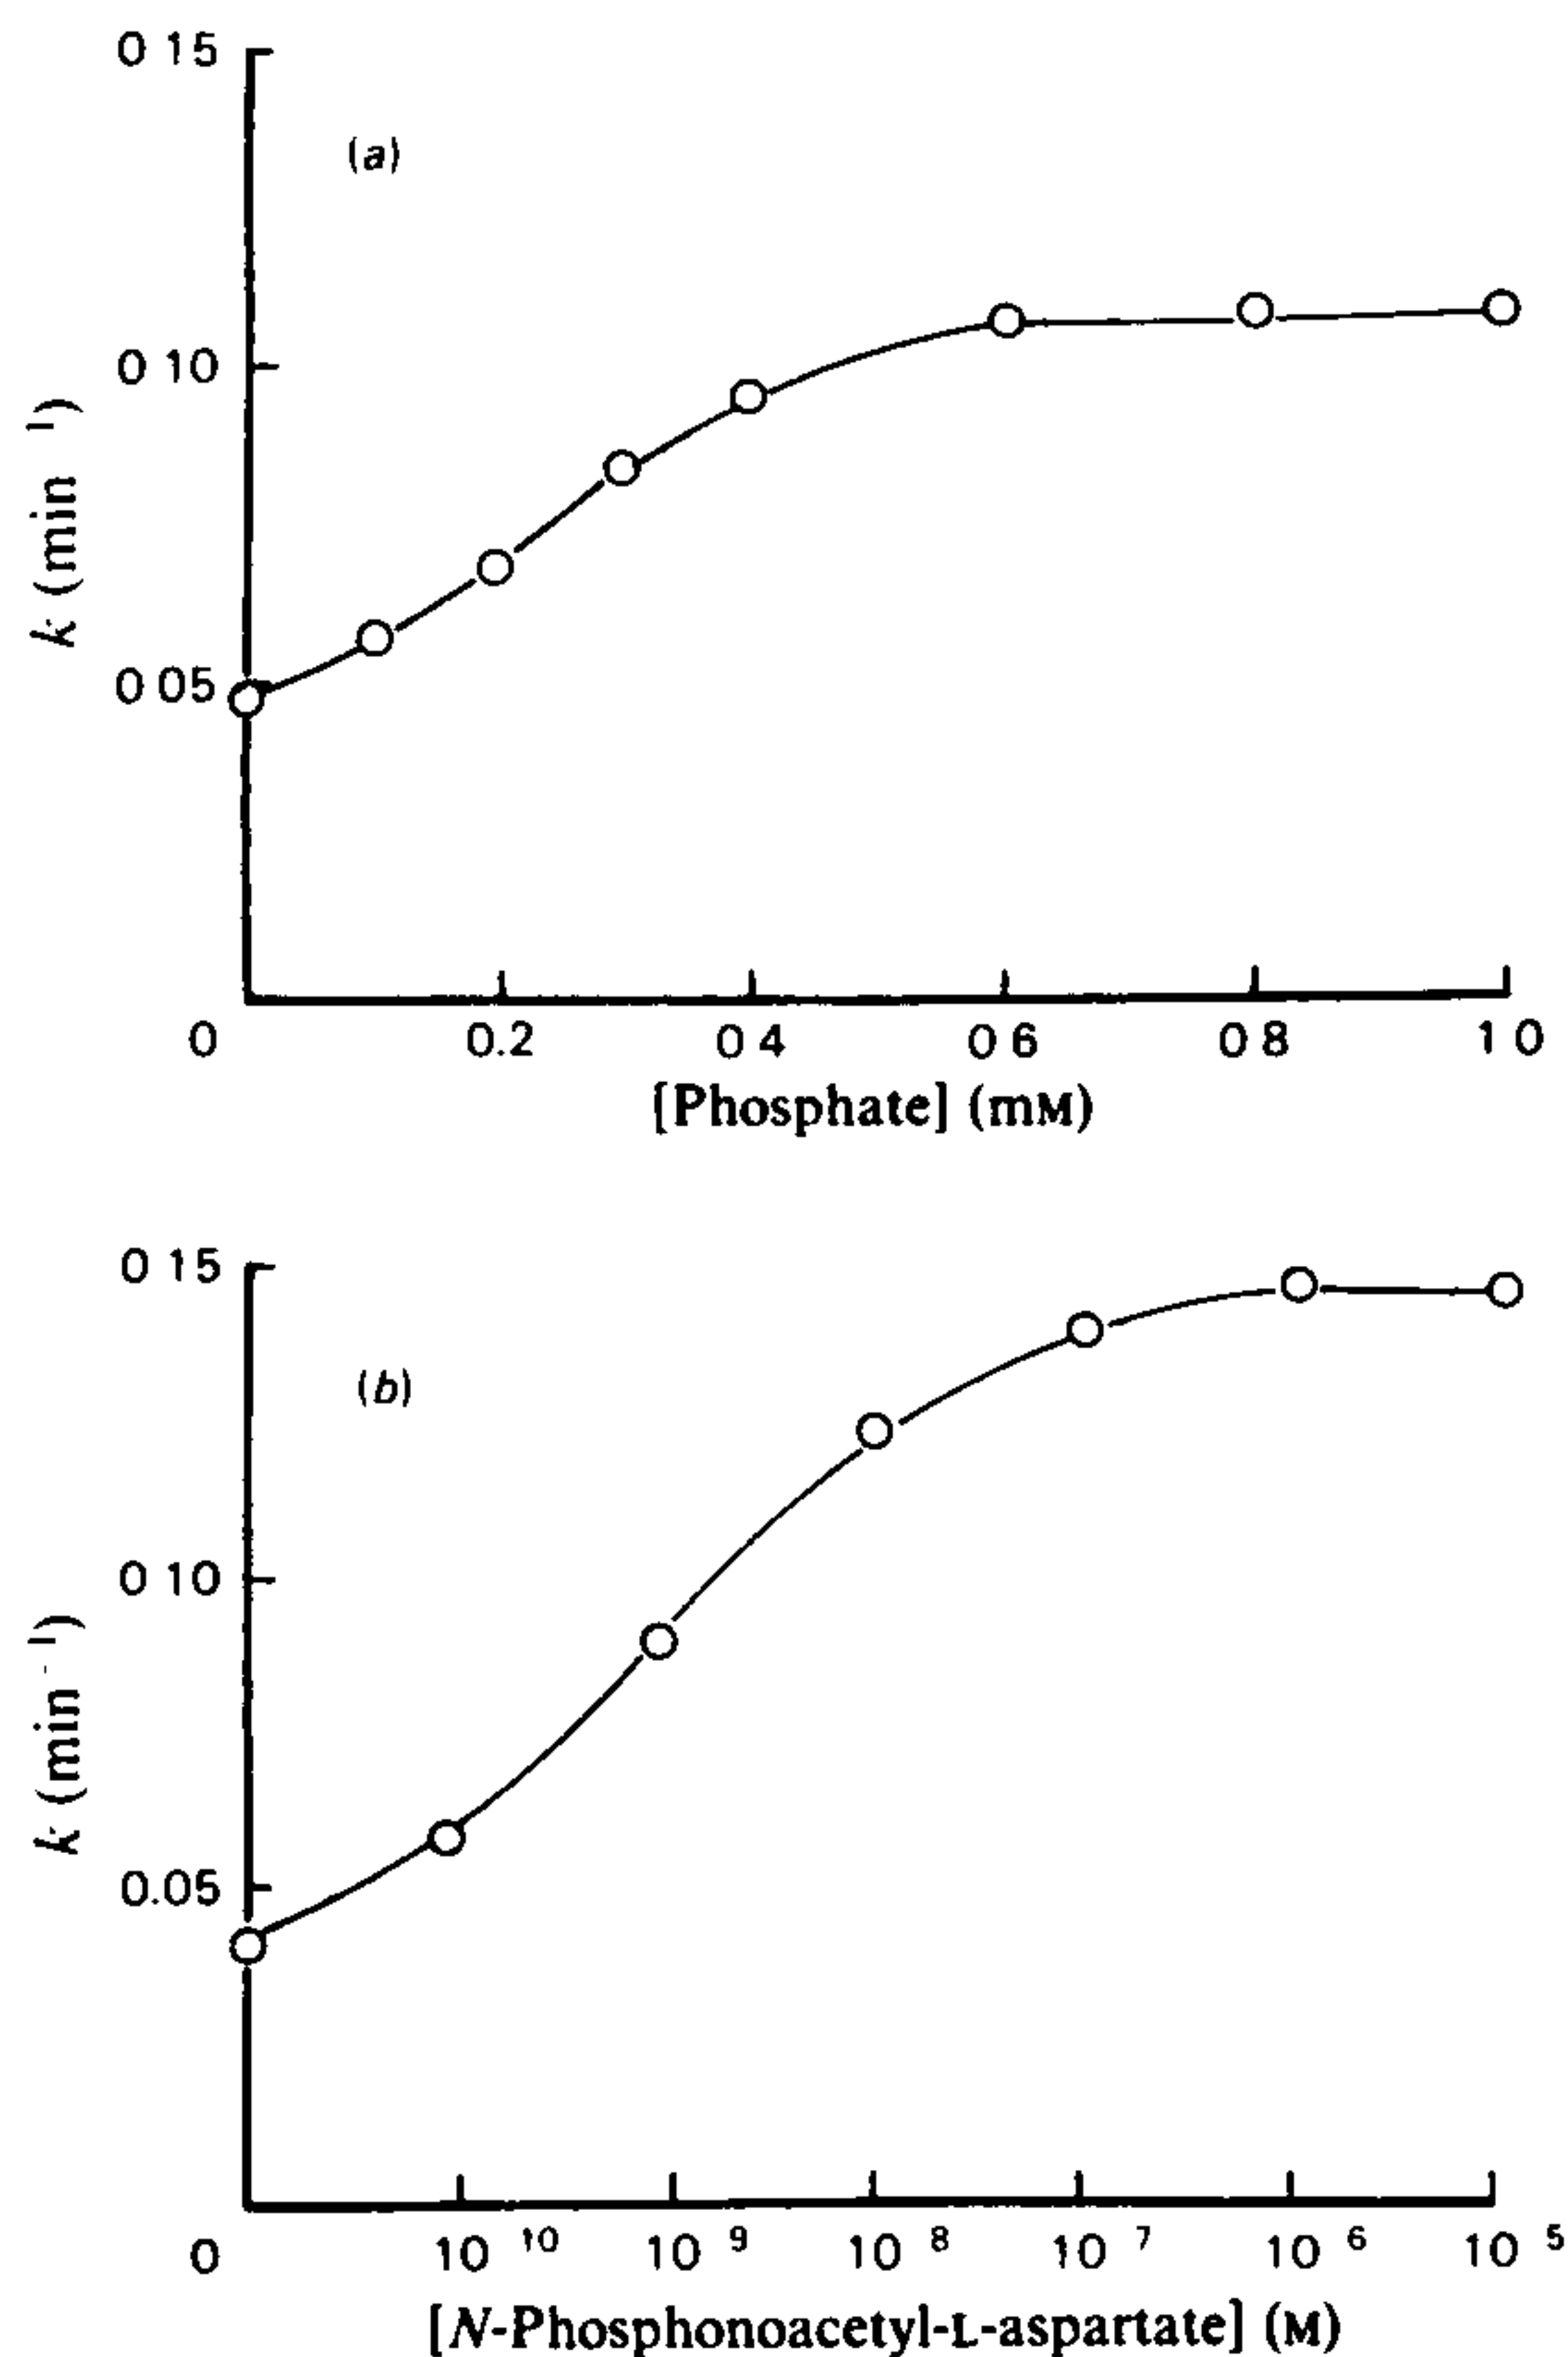 0 15
(a)
0 10
k (min ⁻¹)
0 05
0 0.2 0 4 0 6 0 8 1 0
[Phosphate] (mM)
0 15
(b)
0 10
k (min⁻¹)
0.05
0 10 10 10 9 10 8 10 7 10 6 10 5
[N-Phosphonoacetyl-L-aspartate] (M)